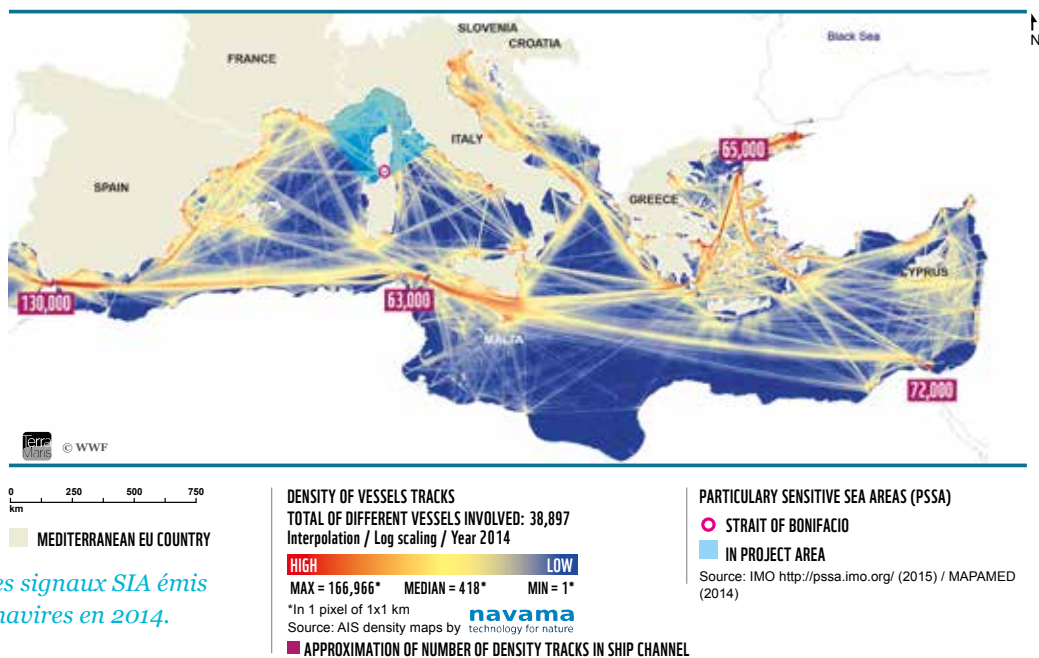 SLOVENIA
CROATIA
Black Sea
N
FRANCE
ITALY
65,000
SPAIN
GREECE
CYPRUS
130,000
63,000
MALTA
72,000
Terra
Maris
© WWF
0 250 500 750
km
MEDITERRANEAN EU COUNTRY
es signaux SIA émis
navires en 2014.
DENSITY OF VESSELS TRACKS
TOTAL OF DIFFERENT VESSELS INVOLVED: 38,897
Interpolation / Log scaling / Year 2014
HIGH LOW
MAX = 166,966* MEDIAN = 418* MIN = 1*
*In 1 pixel of 1x1 km
Source: AIS density maps by navama
technology for nature
APPROXIMATION OF NUMBER OF DENSITY TRACKS IN SHIP CHANNEL
PARTICULARY SENSITIVE SEA AREAS (PSSA)
STRAIT OF BONIFACIO
IN PROJECT AREA
Source: IMO http://pssa.imo.org/ (2015) / MAPAMED
(2014)